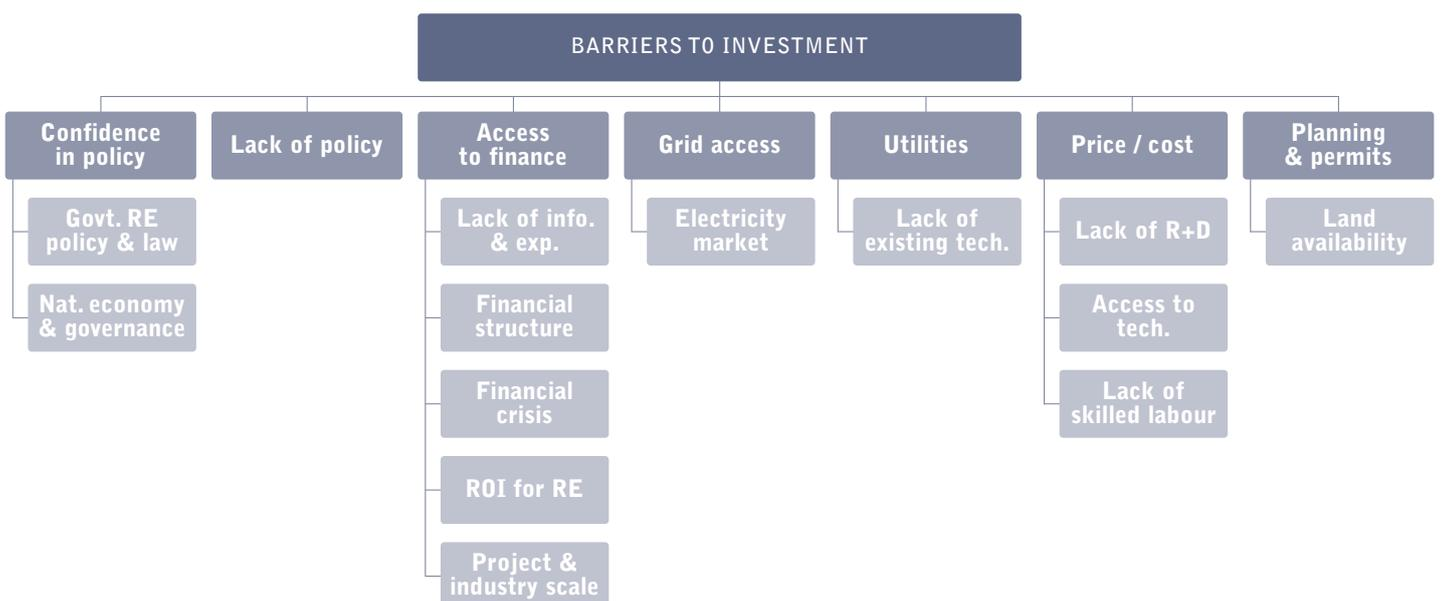 BARRIERS TO INVESTMENT
Confidence
in policy
Govt. RE
policy & law
Nat. economy
& governance
Lack of policy
Access
to finance
Lack of info.
& exp.
Financial
structure
Financial
crisis
ROI for RE
Project &
industry scale
Grid access
Electricity
market
Utilities
Lack of
existing tech.
Price / cost
Lack of R+D
Access to
tech.
Lack of
skilled labour
Planning
& permits
Land
availability